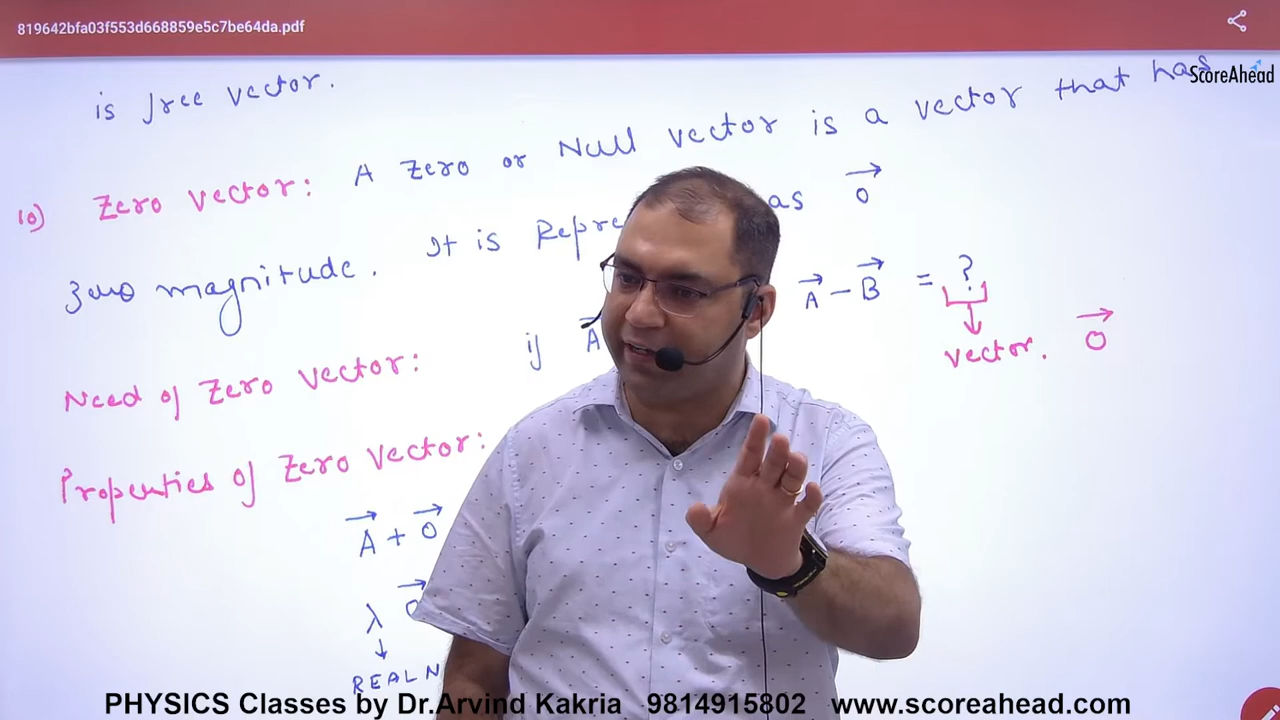 819642bfa03f553d668859e5c7be64da.pdf
ScoreAhead
is free vector.
10) Zero vector: A Zero or Null vector is a vector that has
zero magnitude. It is Repre as →0
Need of Zero vector: if →A →A - →B = ?
vector. →0
Properties of Zero Vector:
→A + →0
λ →0
↓
REAL N
PHYSICS Classes by Dr.Arvind Kakria 9814915802 www.scoreahead.com